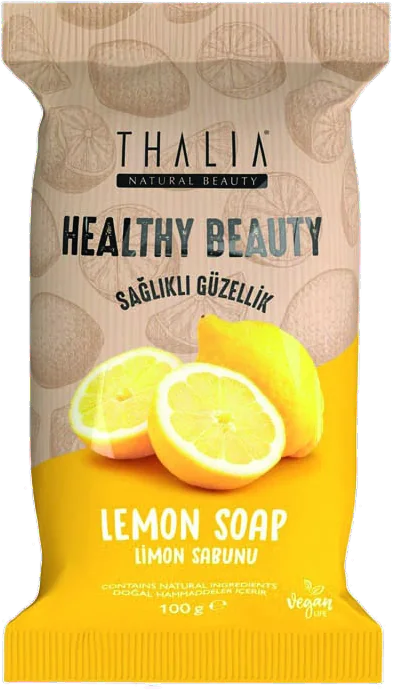 THALIA®
NATURAL BEAUTY
HEALTHY BEAUTY
SAĞLIKLI GÜZELLİK
LEMON SOAP
LİMON SABUNU
CONTAINS NATURAL INGREDIENTS
DOĞAL HAMMADDELER İÇERİR
100 g ℮
vegan
LIFE